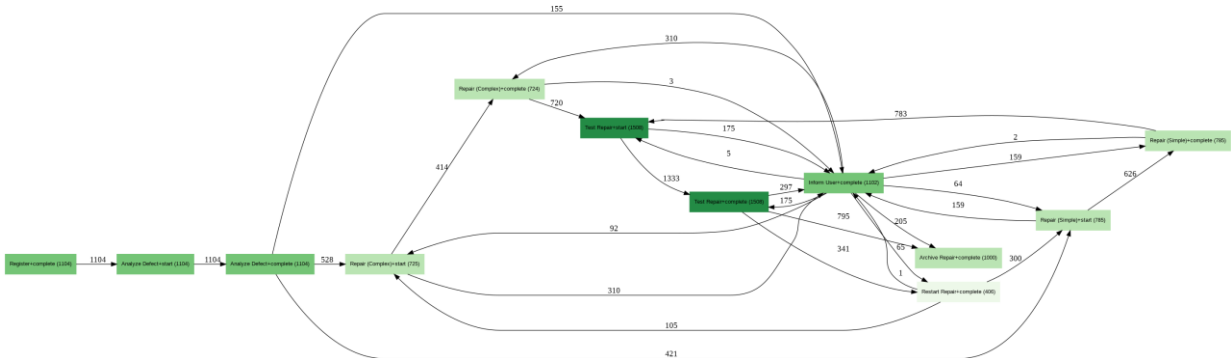 155
310
Repair (Complex)+complete (724)
3
720
783
Test Repair+start (1508)
175
2
Repair (Simple)+complete (785)
5
159
414
1333
Inform User+complete (1102)
64
626
297
Test Repair+complete (1508)
175
159
795
205
Repair (Simple)+start (785)
92
341
65
Register+complete (1104)
1104
Analyze Defect+start (1104)
1104
Analyze Defect+complete (1104)
528
Repair (Complex)+start (725)
Archive Repair+complete (1000)
300
1
310
Restart Repair+complete (406)
105
421